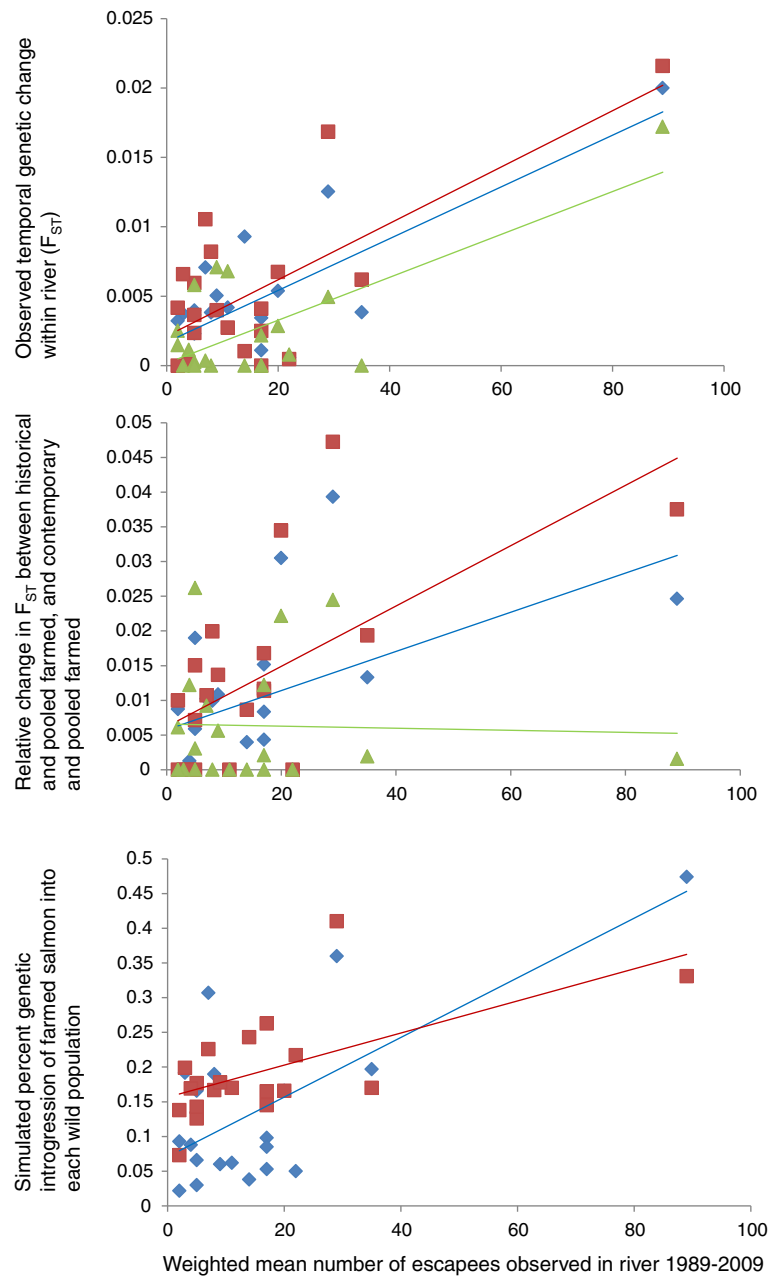 0.025
0.02
0.015
0.01
0.005
0
0 20 40 60 80 100
Observed temporal genetic change
within river (FST)
0.05
0.045
0.04
0.035
0.03
0.025
0.02
0.015
0.01
0.005
0
0 20 40 60 80 100
Relative change in FST between historical
and pooled farmed, and contemporary
and pooled farmed
0.5
0.45
0.4
0.35
0.3
0.25
0.2
0.15
0.1
0.05
0
0 20 40 60 80 100
Simulated percent genetic
introgression of farmed salmon into
each wild population
Weighted mean number of escapees observed in river 1989-2009